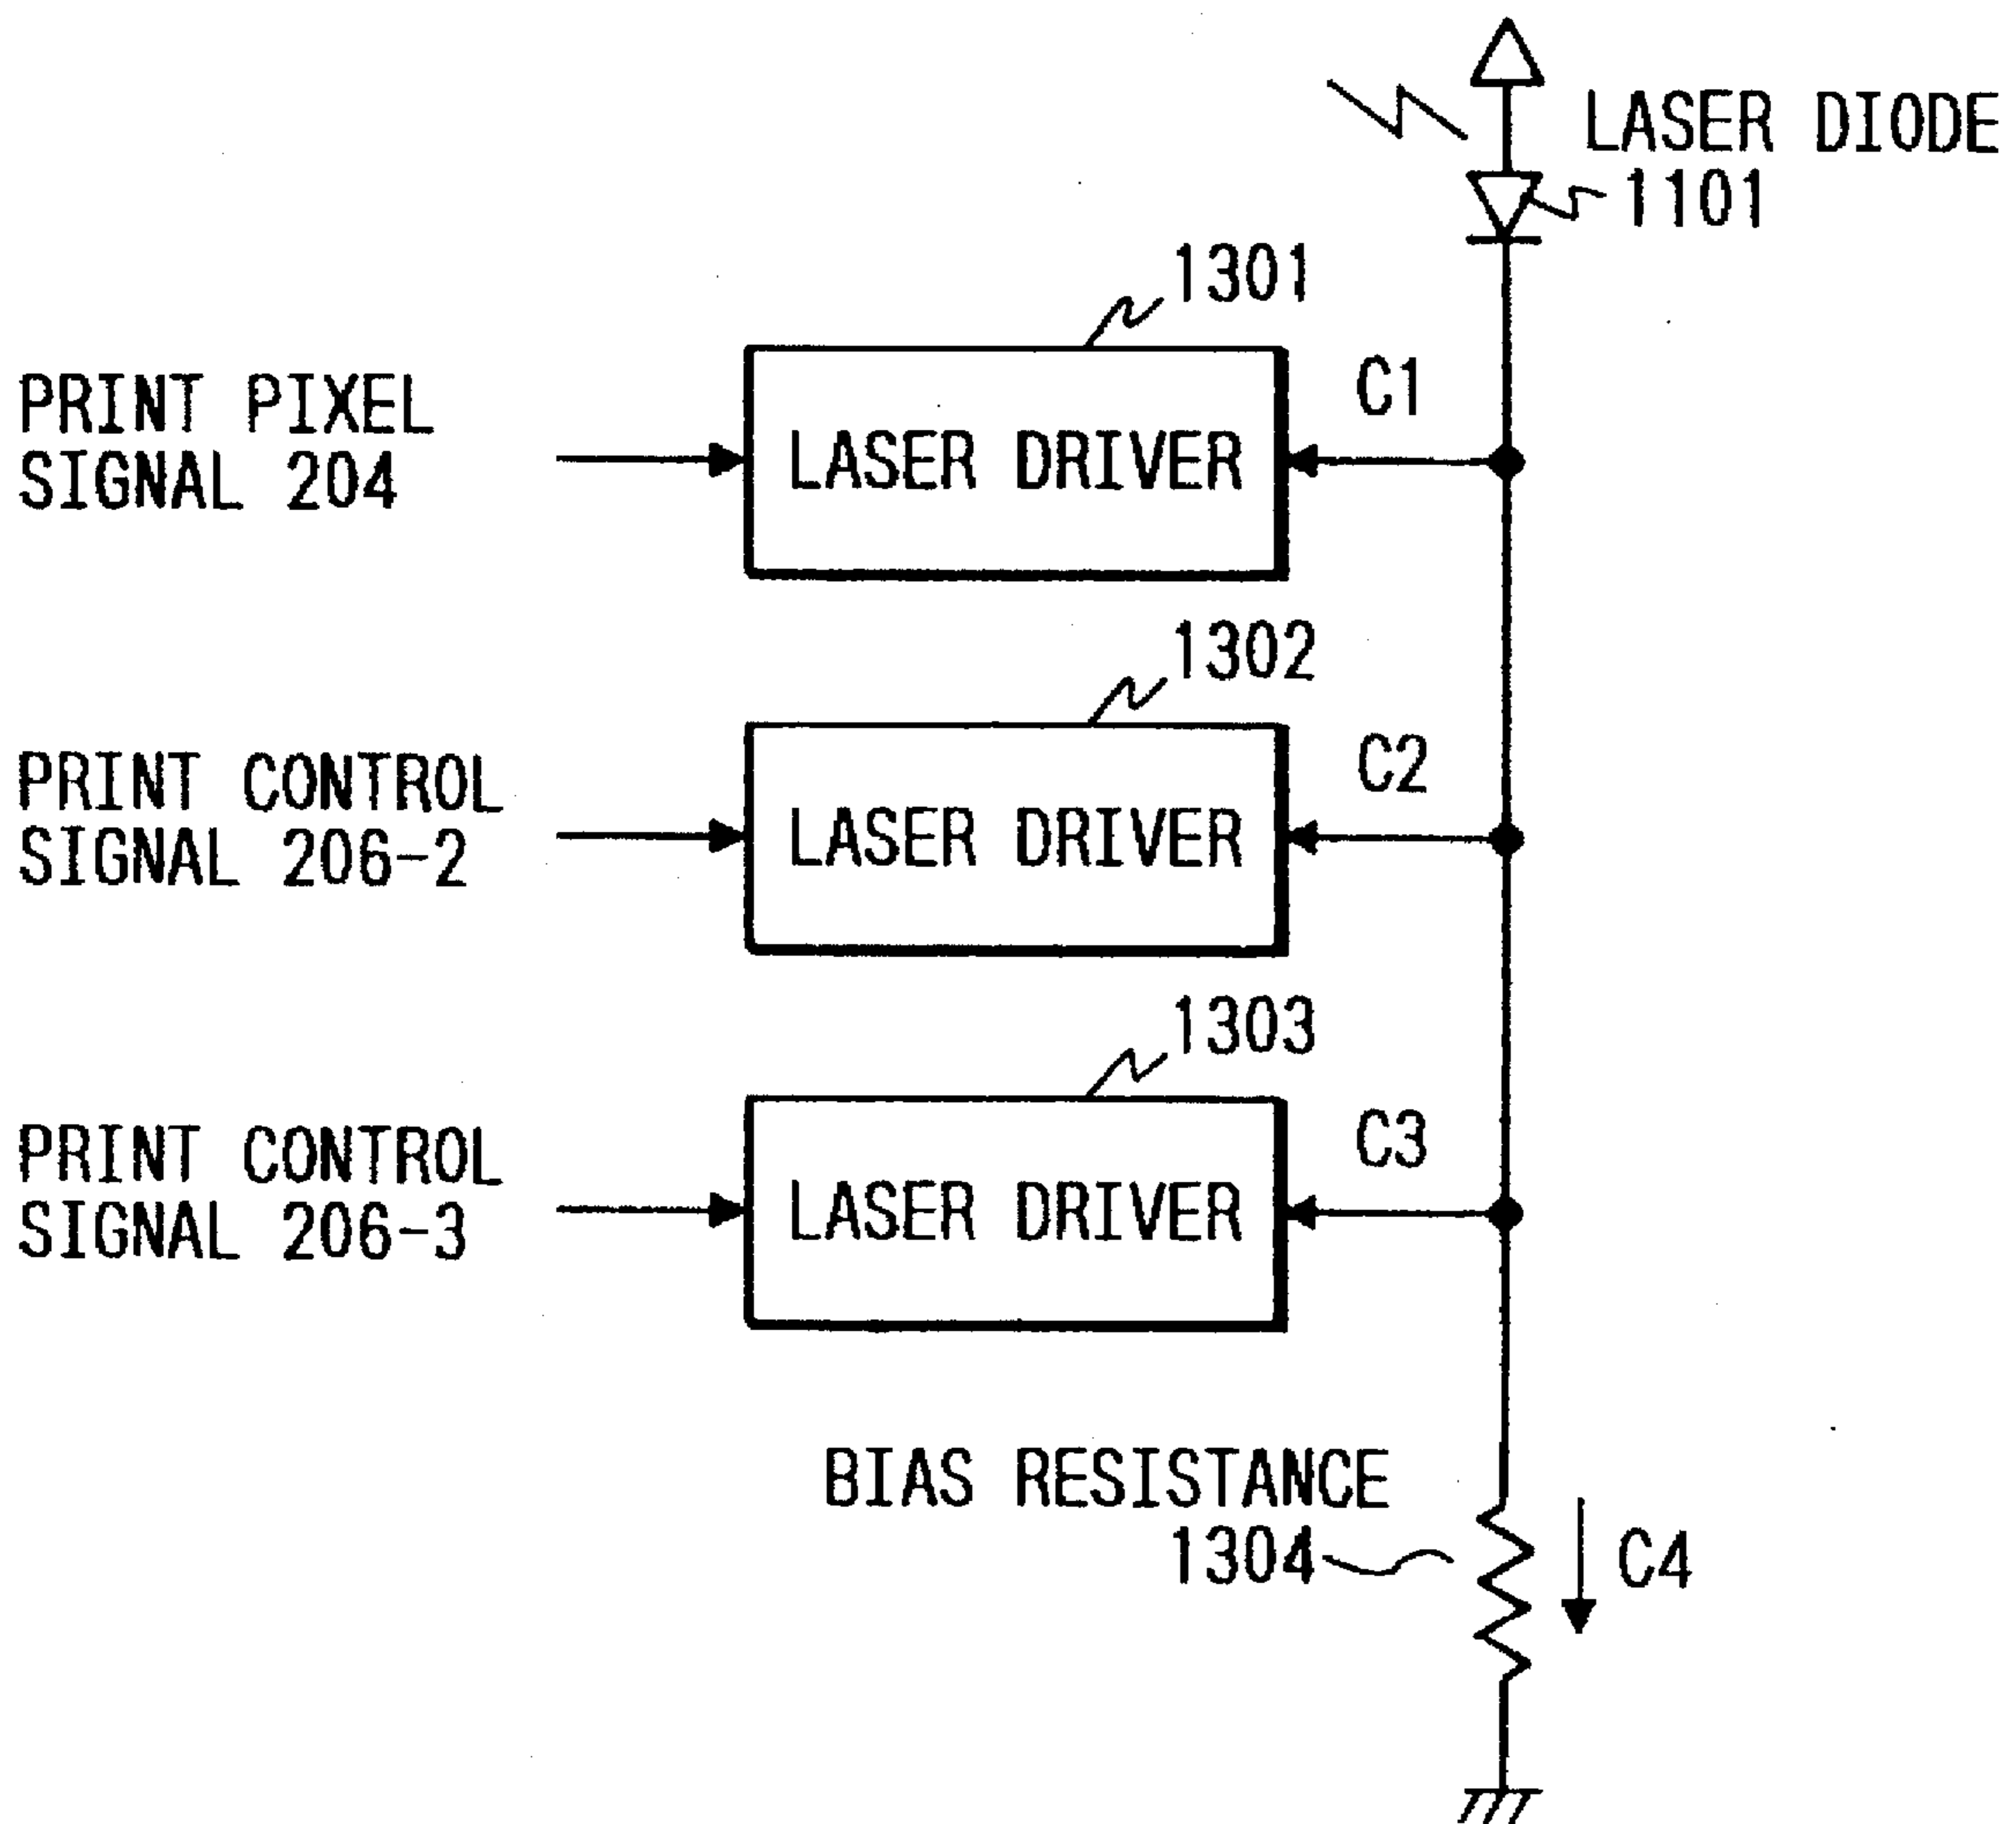 LASER DIODE
1101
1301
PRINT PIXEL
SIGNAL 204
LASER DRIVER
C1
1302
PRINT CONTROL
SIGNAL 206-2
LASER DRIVER
C2
1303
PRINT CONTROL
SIGNAL 206-3
LASER DRIVER
C3
BIAS RESISTANCE
1304
C4